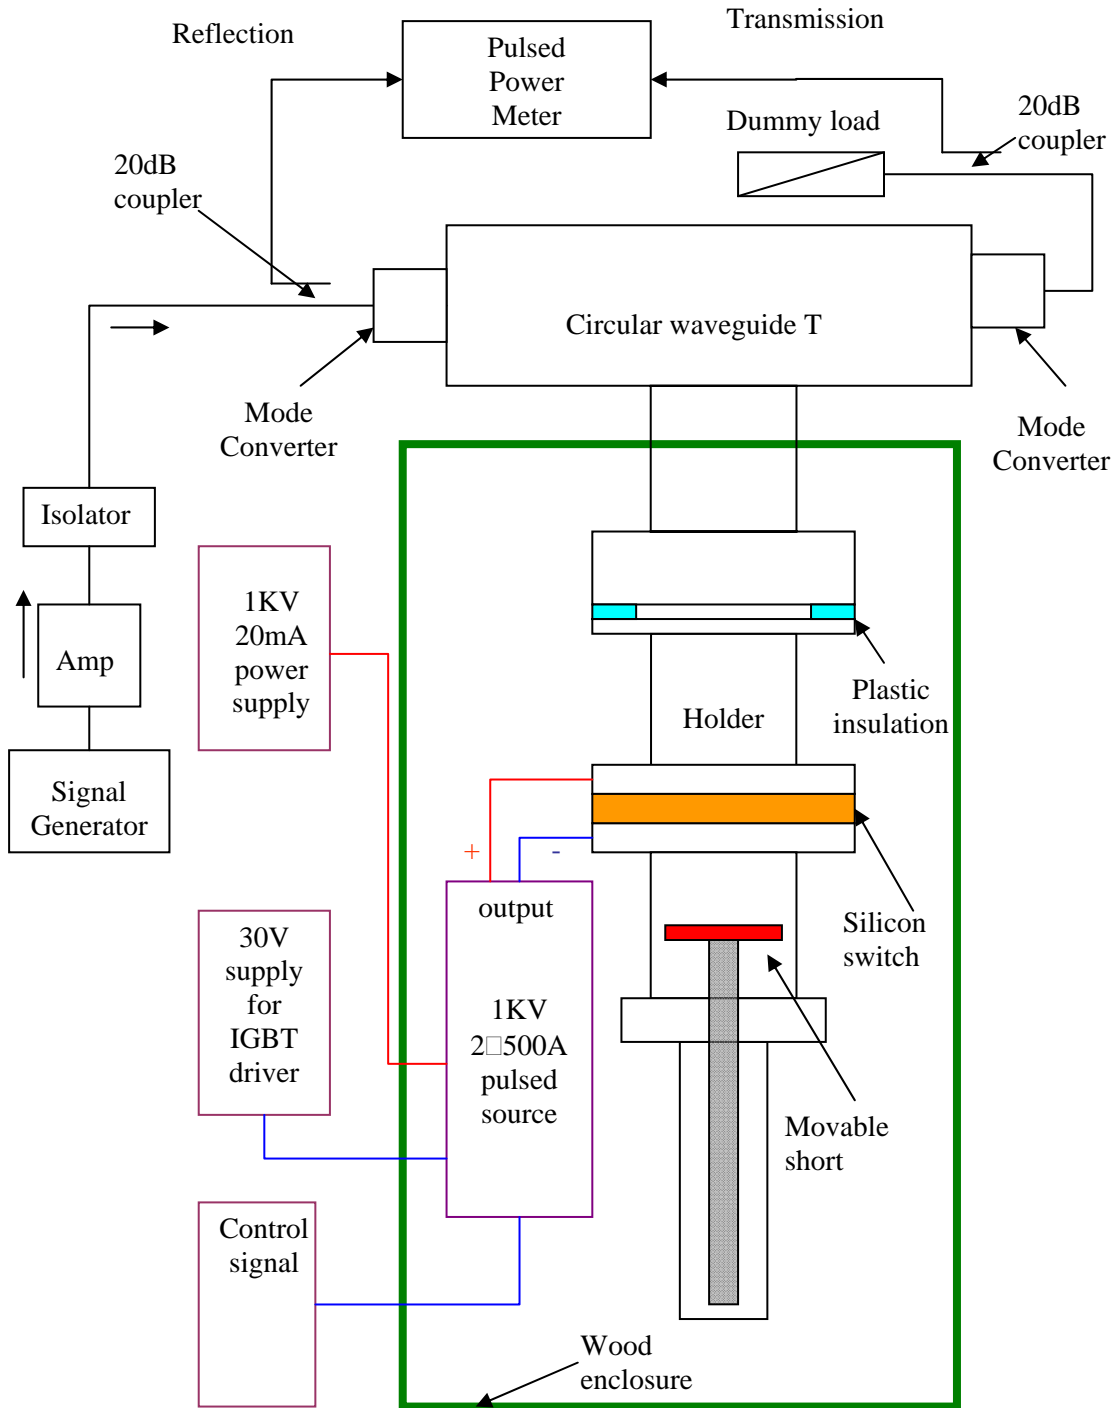 Reflection
Transmission
Pulsed
Power
Meter
20dB
coupler
Dummy load
20dB
coupler
Circular waveguide T
Mode
Converter
Mode
Converter
Isolator
1KV
20mA
power
supply
Amp
Plastic
insulation
Holder
Signal
Generator
+
-
output
Silicon
switch
30V
supply
for
IGBT
driver
1KV
2□500A
pulsed
source
Movable
short
Control
signal
Wood
enclosure